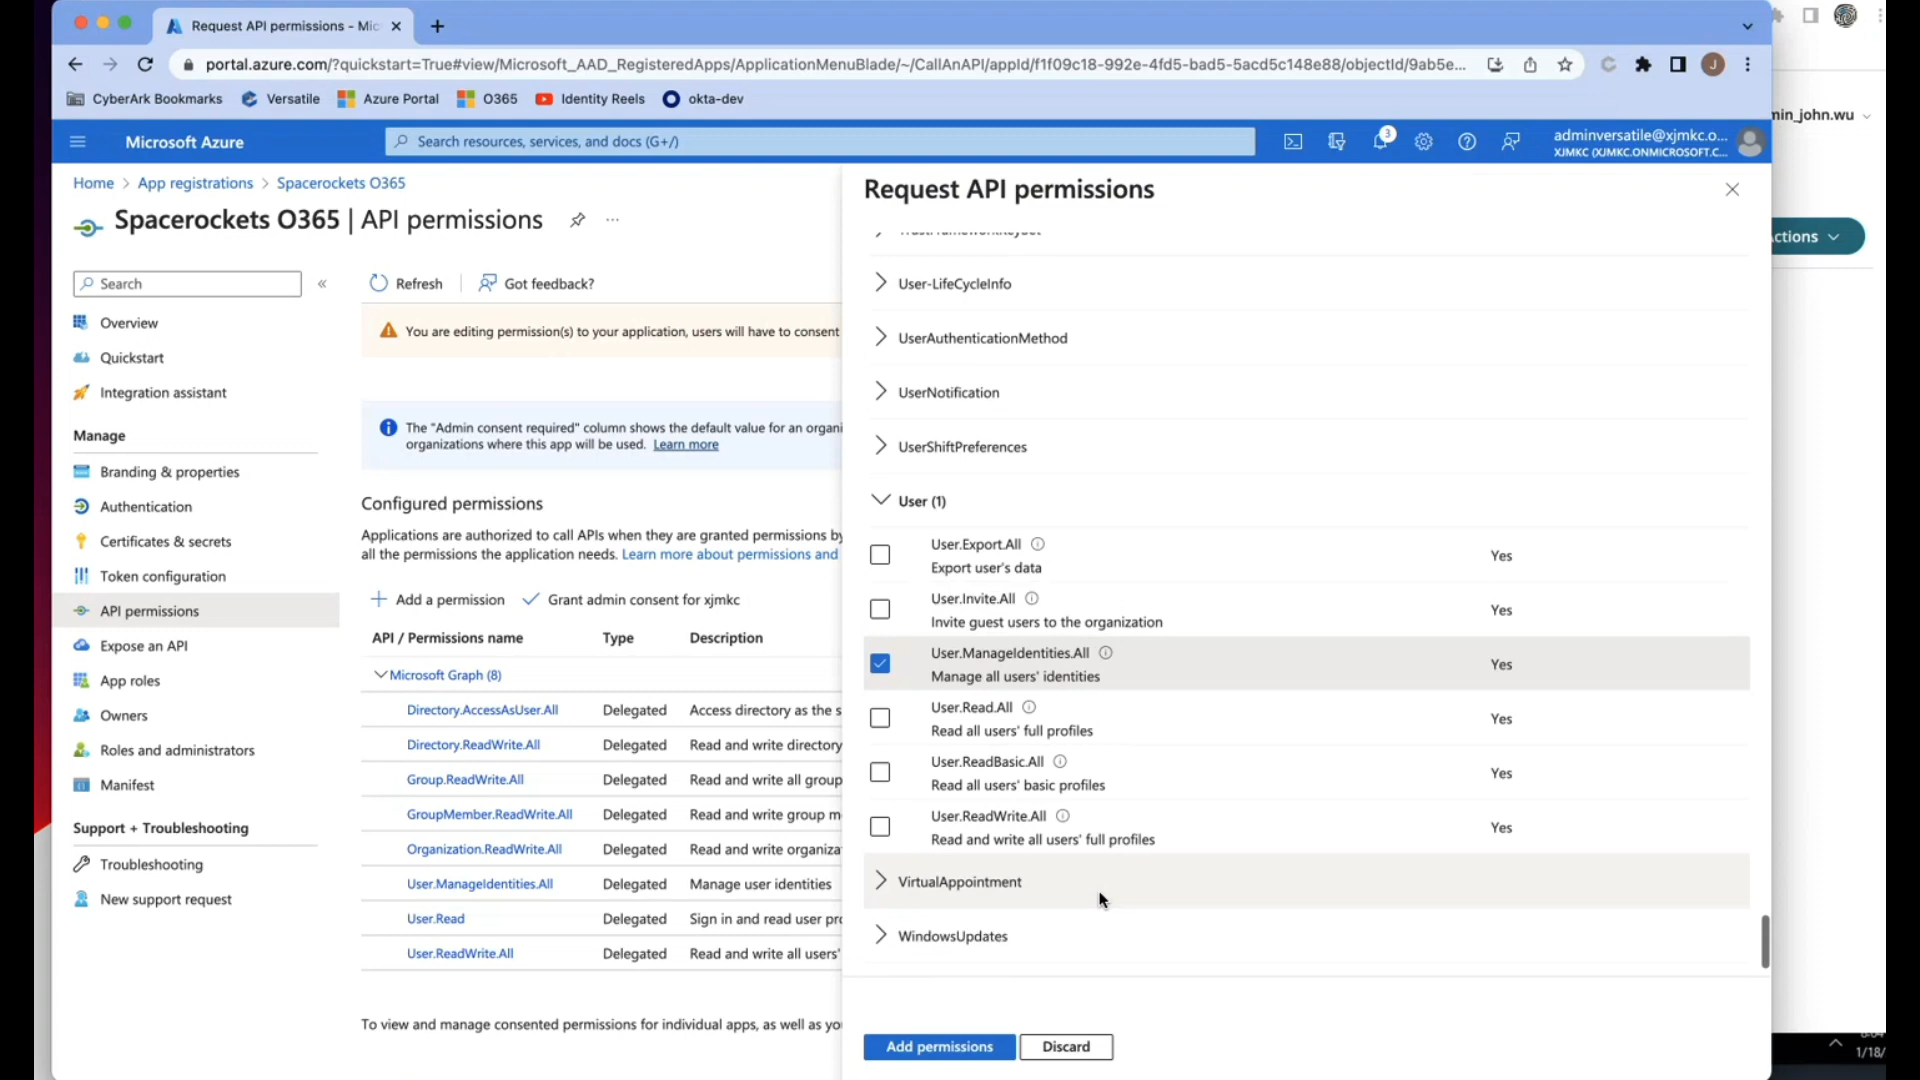 Request API permissions - Mic
portal.azure.com/?quickstart=True#view/Microsoft_AAD_RegisteredApps/ApplicationMenuBlade/~/CallAnAPI/appId/f1f09c18-992e-4fd5-bad5-5acd5c148e88/objectId/9ab5e...
J
CyberArk Bookmarks
Versatile
Azure Portal
O365
Identity Reels
okta-dev
min_john.wu
Microsoft Azure
Search resources, services, and docs (G+/)
3
adminversatile@xjmkc.o...
XJMKC (XJMKC.ONMICROSOFT.C...
Home > App registrations > Spacerockets O365
Spacerockets O365 | API permissions
Search
«
Refresh
Got feedback?
Overview
Quickstart
Integration assistant
Manage
Branding & properties
Authentication
Certificates & secrets
Token configuration
API permissions
Expose an API
App roles
Owners
Roles and administrators
Manifest
Support + Troubleshooting
Troubleshooting
New support request
You are editing permission(s) to your application, users will have to consent
The "Admin consent required" column shows the default value for an organi
organizations where this app will be used. Learn more
Configured permissions
Applications are authorized to call APIs when they are granted permissions by
all the permissions the application needs. Learn more about permissions and
Add a permission
Grant admin consent for xjmkc
API / Permissions name Type Description
Microsoft Graph (8)
Directory.AccessAsUser.All Delegated Access directory as the s
Directory.ReadWrite.All Delegated Read and write directory
Group.ReadWrite.All Delegated Read and write all group
GroupMember.ReadWrite.All Delegated Read and write group m
Organization.ReadWrite.All Delegated Read and write organiza
User.ManageIdentities.All Delegated Manage user identities
User.Read Delegated Sign in and read user pro
User.ReadWrite.All Delegated Read and write all users'
To view and manage consented permissions for individual apps, as well as yo
Request API permissions
User-LifeCycleInfo
UserAuthenticationMethod
UserNotification
UserShiftPreferences
User (1)
User.Export.All
Export user's data
Yes
User.Invite.All
Invite guest users to the organization
Yes
User.ManageIdentities.All
Manage all users' identities
Yes
User.Read.All
Read all users' full profiles
Yes
User.ReadBasic.All
Read all users' basic profiles
Yes
User.ReadWrite.All
Read and write all users' full profiles
Yes
VirtualAppointment
WindowsUpdates
Add permissions
Discard
ctions
1/18/